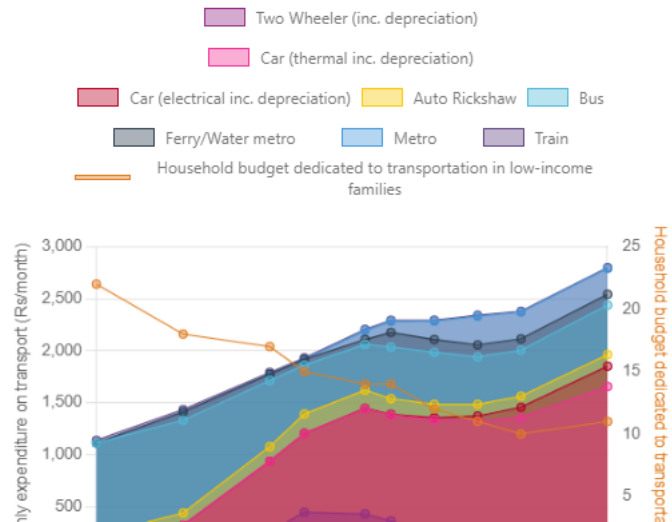 Two Wheeler (inc. depreciation)
Car (thermal inc. depreciation)
Car (electrical inc. depreciation) Auto Rickshaw Bus
Ferry/Water metro Metro Train
Household budget dedicated to transportation in low-income
families
3,000
2,500
2,000
1,500
1,000
500
expenditure on transport (Rs/month)
25
20
15
10
5
Household budget dedicated to